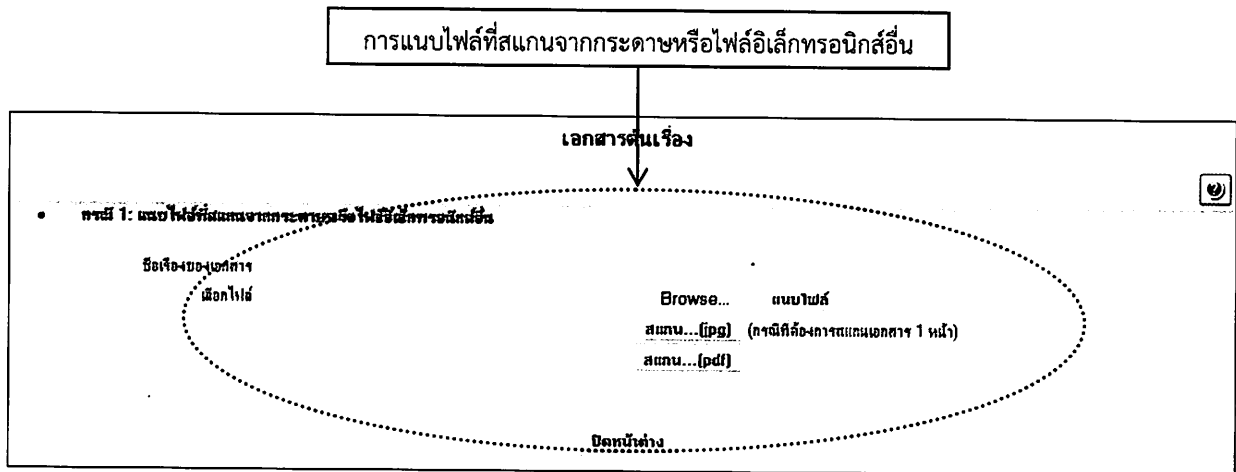 การแนบไฟล์ที่สแกนจากกระดาษหรือไฟล์อิเล็กทรอนิกส์อื่น
เอกสารต้นเรื่อง
• กรณี 1: แนบไฟล์ที่สแกนจากกระดาษหรือไฟล์อิเล็กทรอนิกส์อื่น
ชื่อเรื่องของเอกสาร
เลือกไฟล์
Browse... แนบไฟล์
สแกน...(jpg) (กรณีที่ต้องการสแกนเอกสาร 1 หน้า)
สแกน...(pdf)
ปิดหน้าต่าง